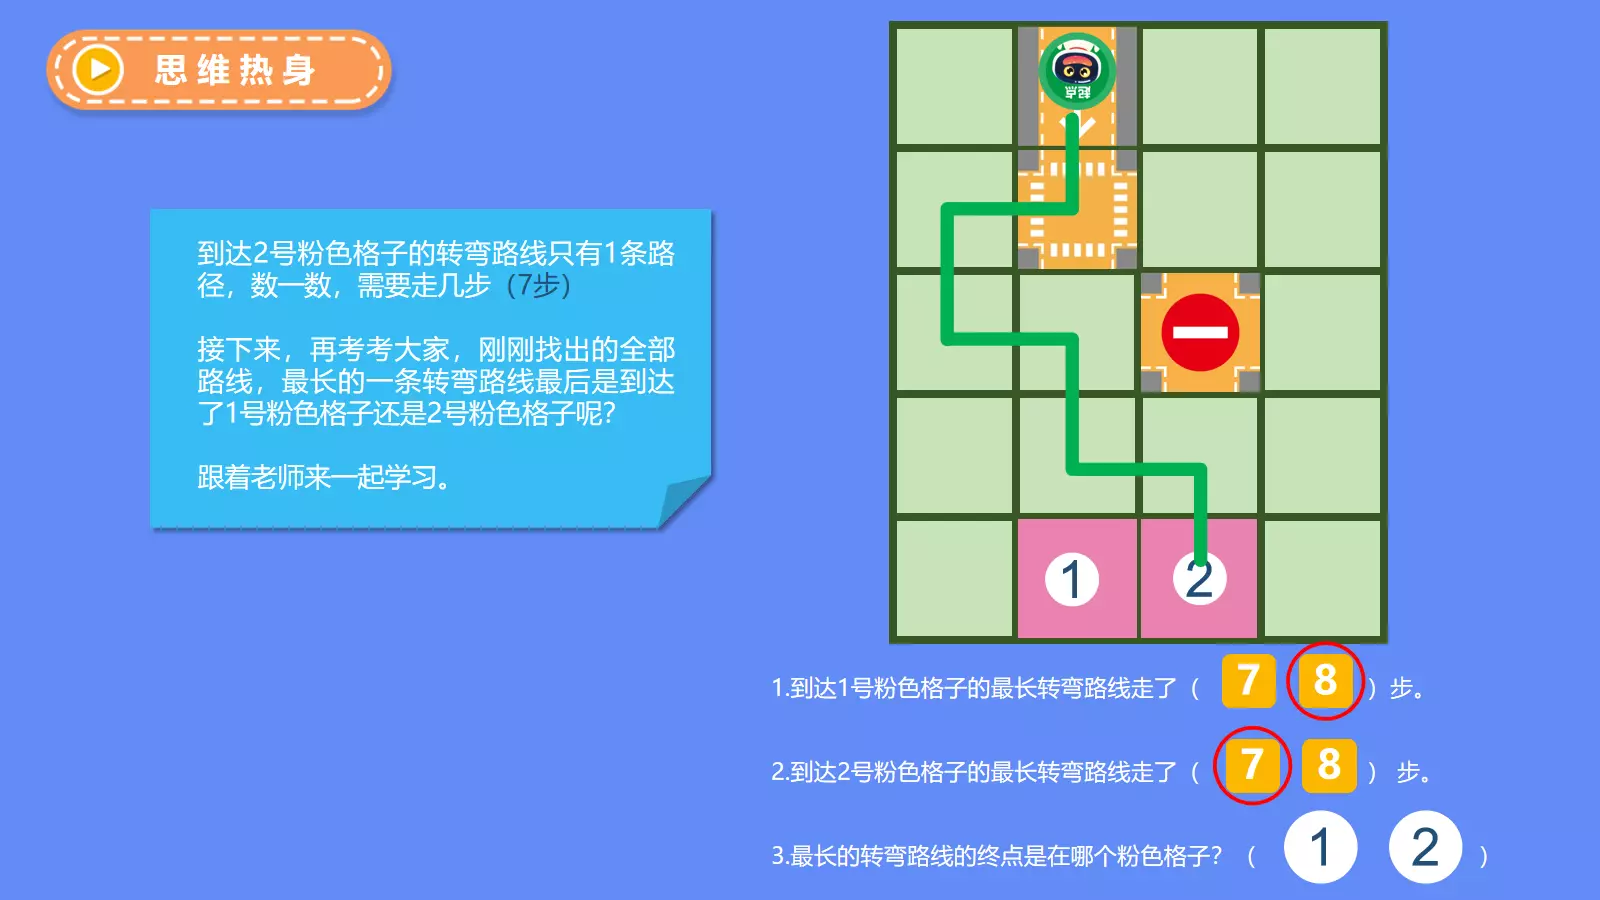 思维热身
起点
到达2号粉色格子的转弯路线只有1条路
径，数一数，需要走几步（7步）
接下来，再考考大家，刚刚找出的全部
路线，最长的一条转弯路线最后是到达
了1号粉色格子还是2号粉色格子呢？
跟着老师来一起学习。
1
2
1.到达1号粉色格子的最长转弯路线走了（ 7 8 ）步。
2.到达2号粉色格子的最长转弯路线走了（ 7 8 ） 步。
3.最长的转弯路线的终点是在哪个粉色格子？（ 1 2 ）